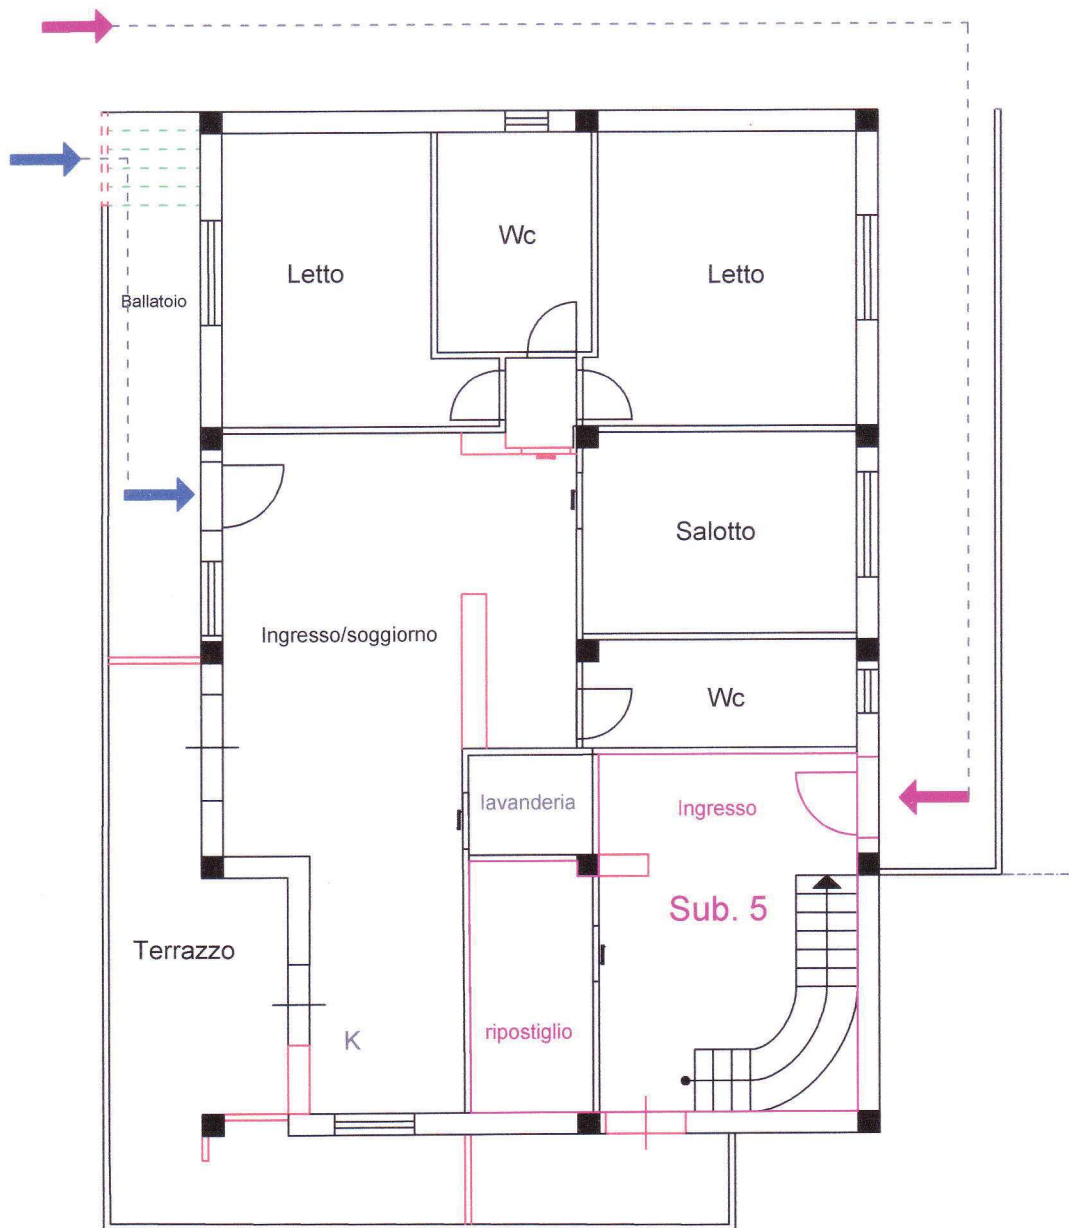 Wc
Letto
Letto
Ballatoio
Salotto
Ingresso/soggiorno
Wc
lavanderia
Ingresso
Sub. 5
Terrazzo
ripostiglio
K